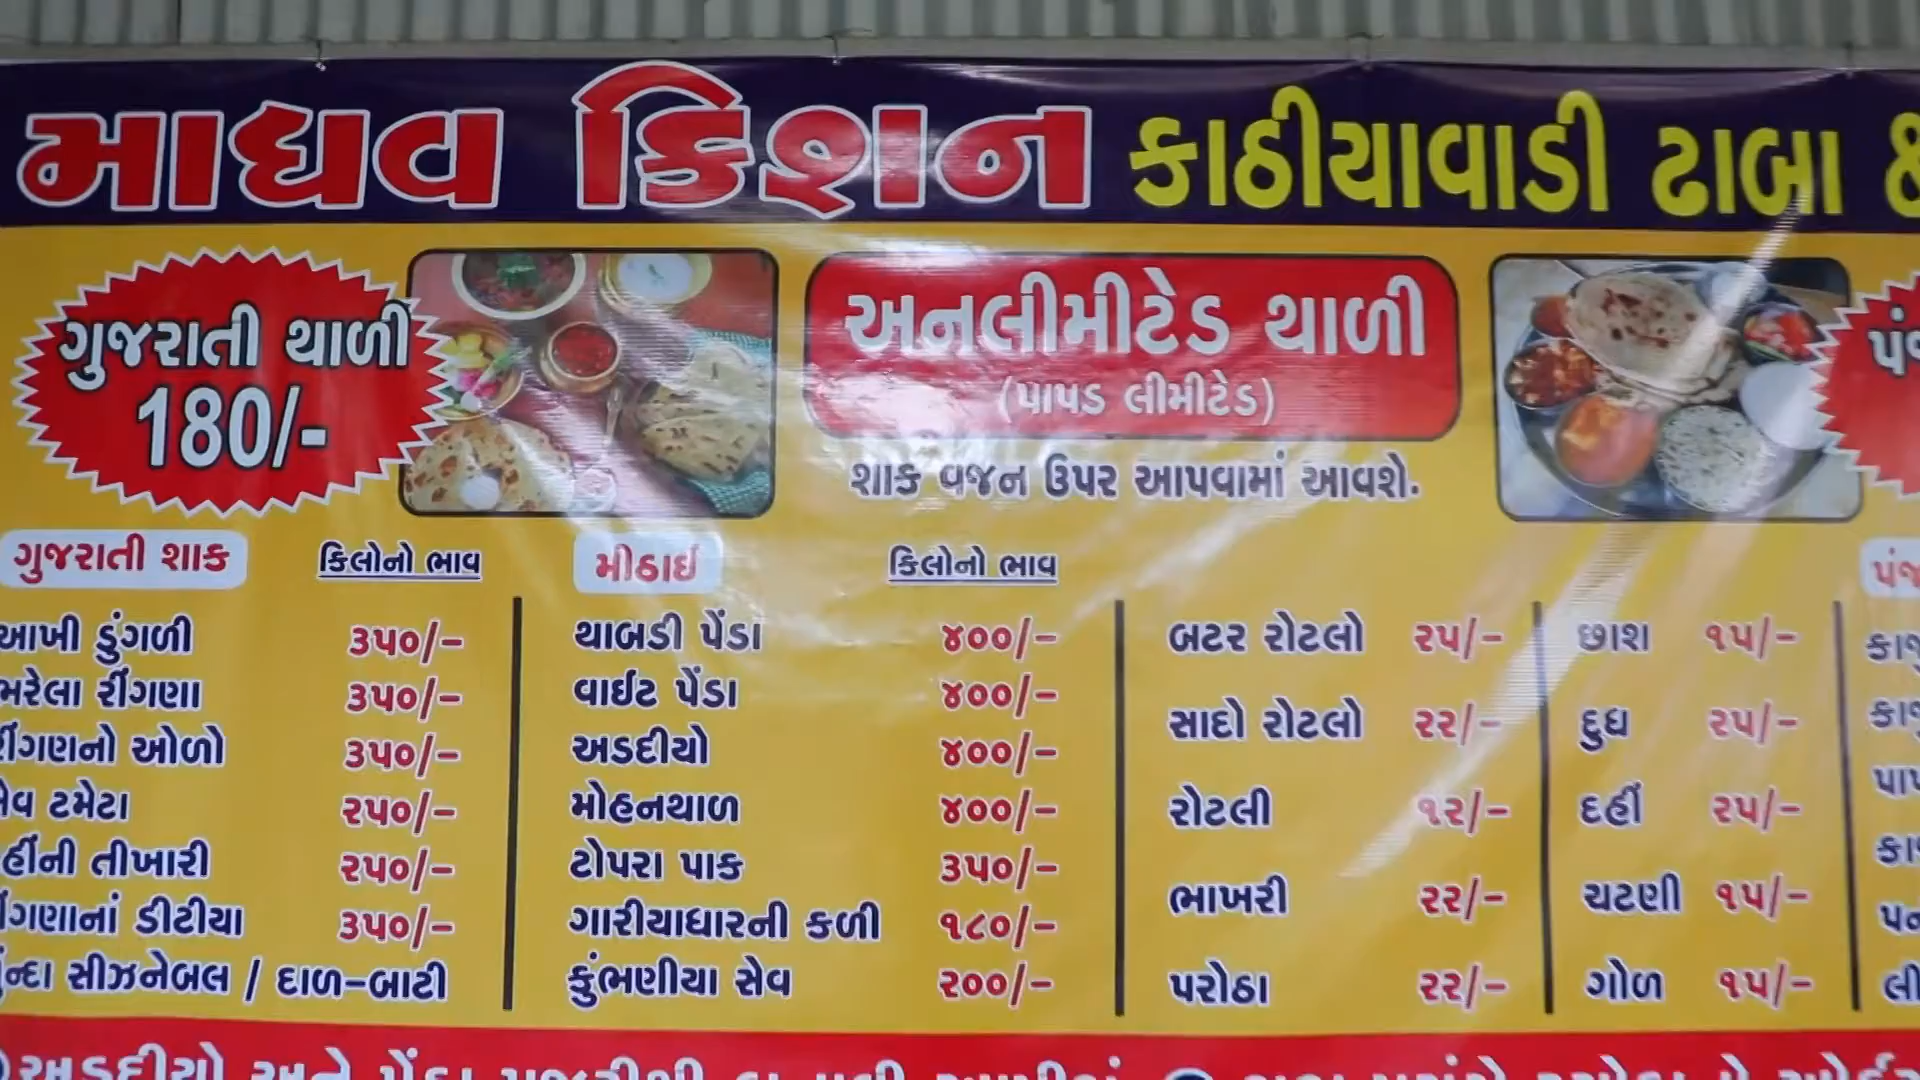 માધવ કિશન કાઠીયાવાડી ઢાબા &
ગુજરાતી થાળી
180/-
અનલીમીટેડ થાળી
(પાપડ લીમીટેડ)
શાક વજન ઉપર આપવામાં આવશે.
ગુજરાતી શાક કિલોનો ભાવ
આખી ડુંગળી ૩૫૦/-
ભરેલા રીંગણા ૩૫૦/-
રીંગણનો ઓળો ૩૫૦/-
સેવ ટમેટા ૨૫૦/-
દહીંની તીખારી ૨૫૦/-
રીંગણાનાં ડીટીયા ૩૫૦/-
સીઝનેબલ / દાળ-બાટી
મીઠાઈ કિલોનો ભાવ
થાબડી પેંડા ૪૦૦/-
વાઈટ પેંડા ૪૦૦/-
અડદીયો ૪૦૦/-
મોહનથાળ ૪૦૦/-
ટોપરા પાક ૩૫૦/-
ગારીયાધારની કળી ૧૮૦/-
કુંભણીયા સેવ ૨૦૦/-
બટર રોટલો ૨૫/-
સાદો રોટલો ૨૨/-
રોટલી ૧૨/-
ભાખરી ૨૨/-
પરોઠા ૨૨/-
છાશ ૧૫/-
દુધ ૨૫/-
દહીં ૨૫/-
ચટણી ૧૫/-
ગોળ ૧૫/-
અડદીયો અને પેંડા